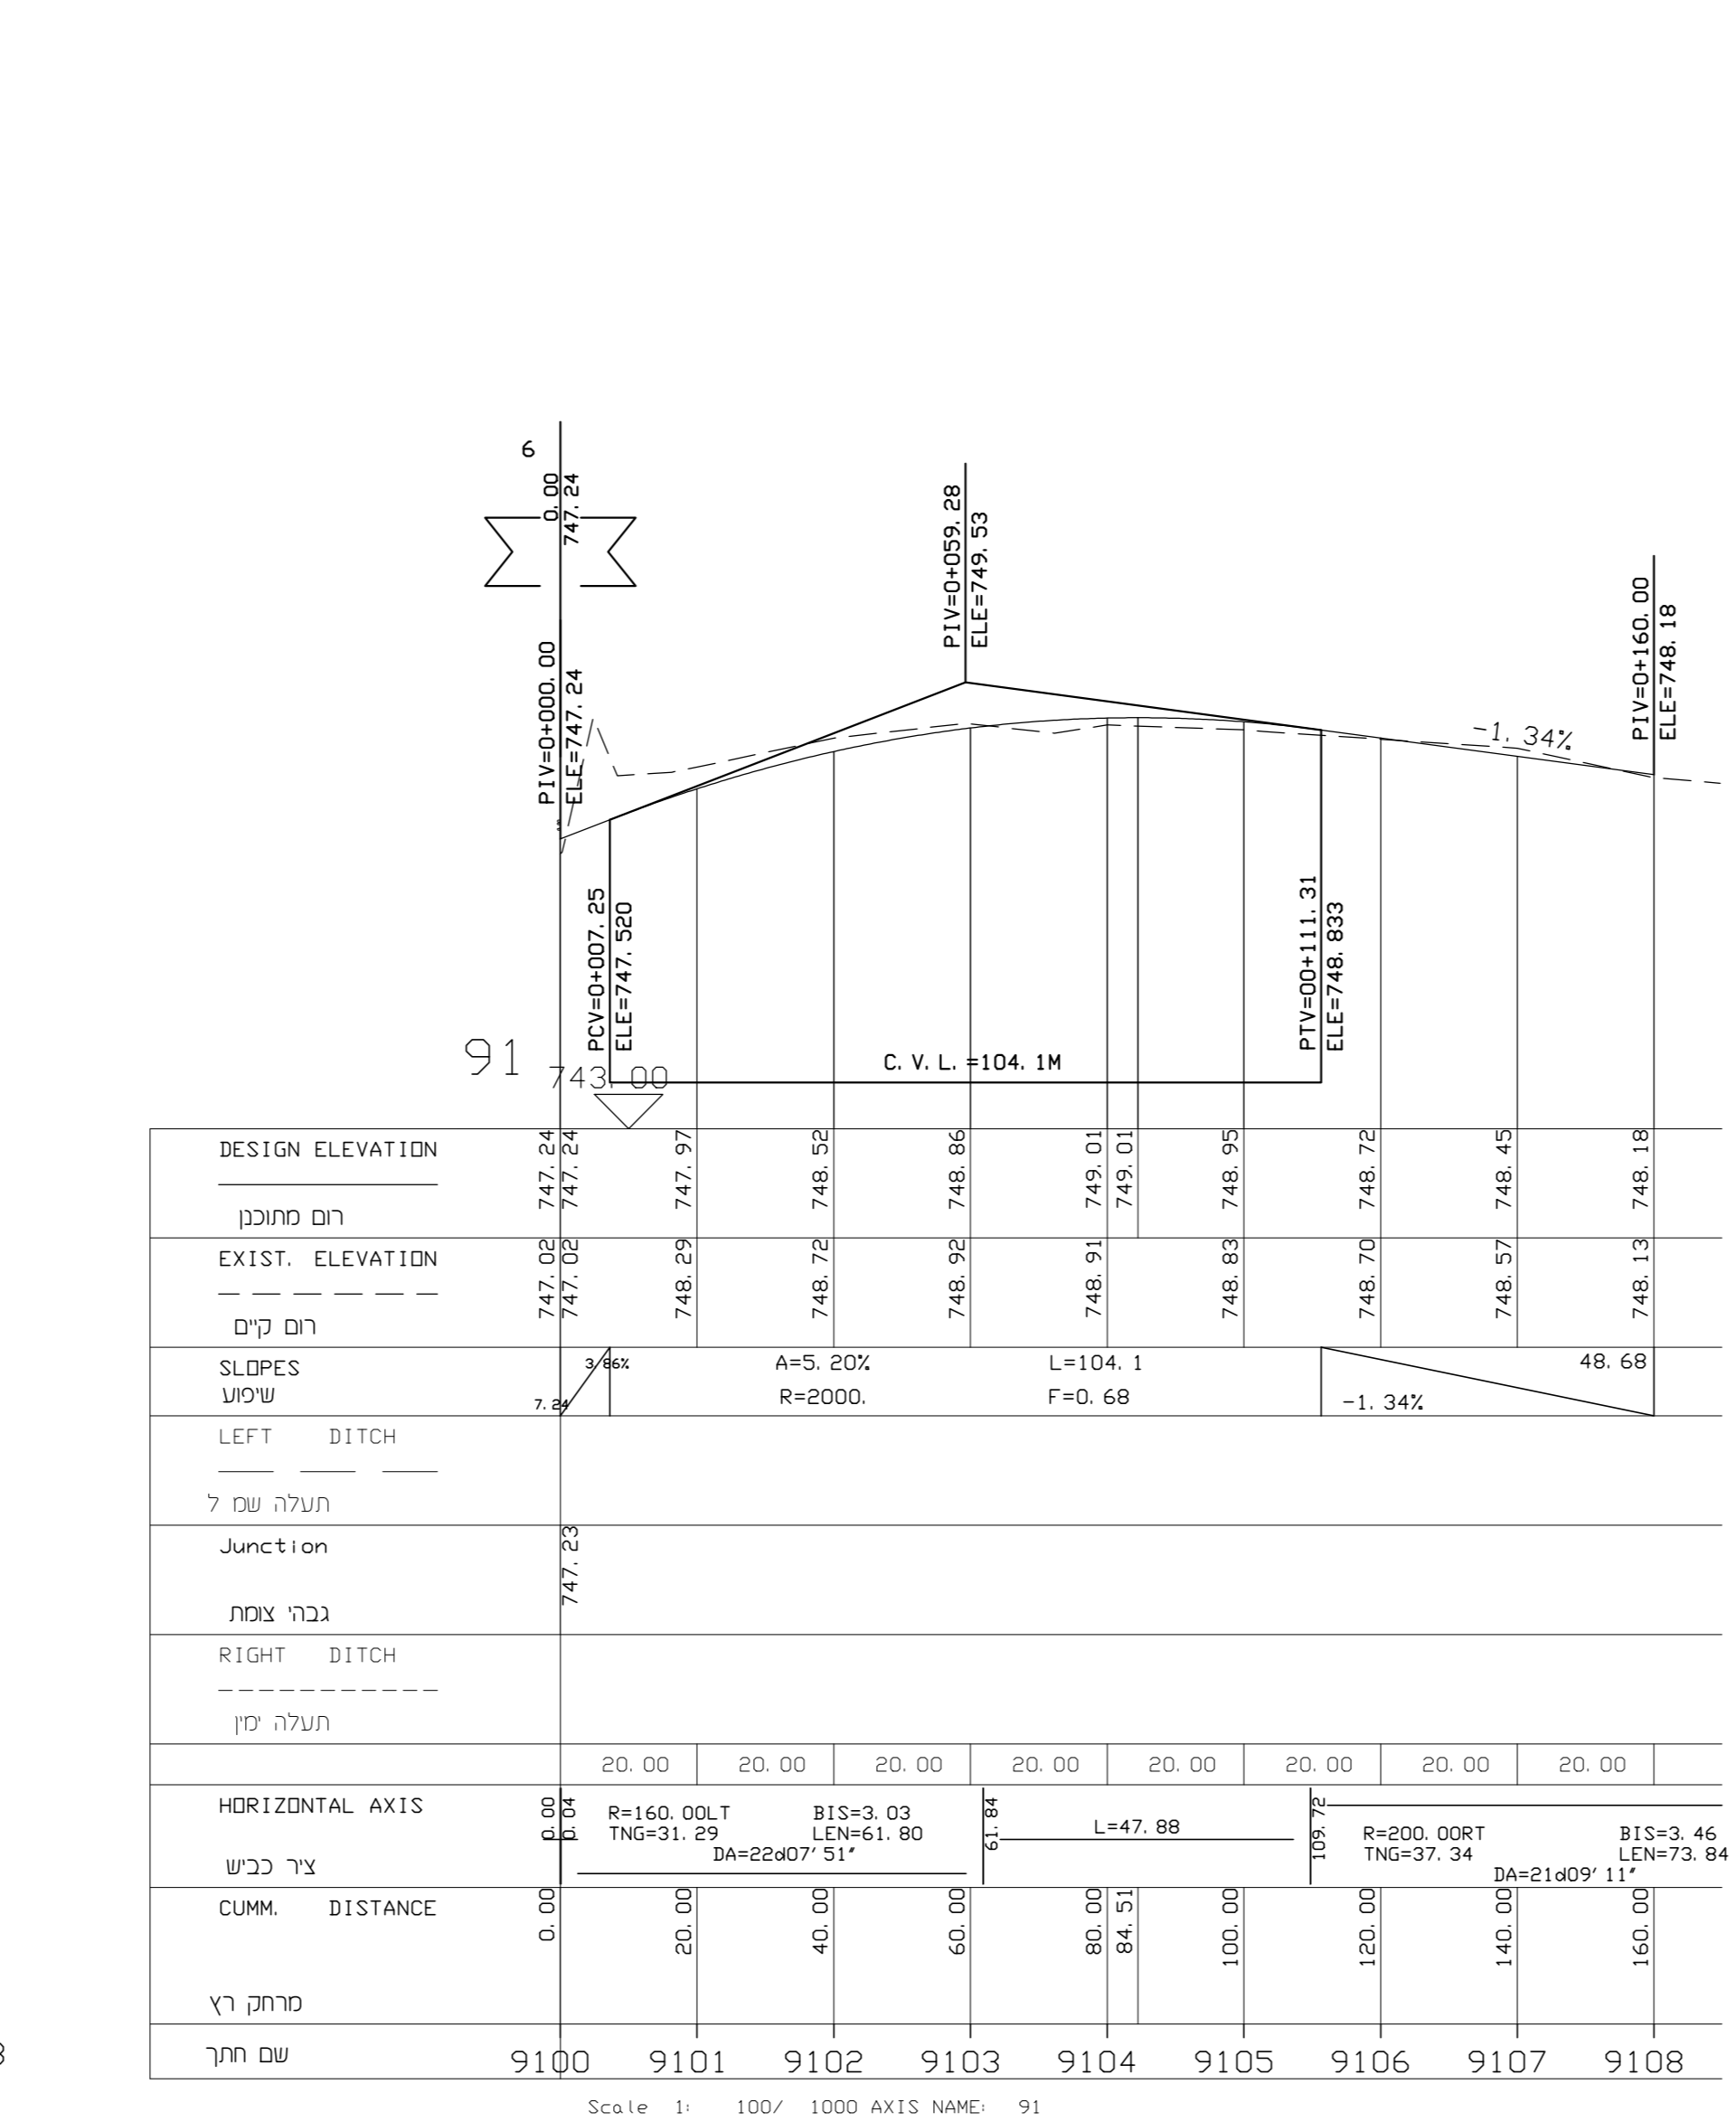 6
0.00
747.24
PIV=0+000.00
ELE=747.24
PIV=0+059.28
ELE=749.53
PIV=0+160.00
ELE=748.18
-1.34%
PCV=0+007.25
ELE=747.520
PTV=00+111.31
ELE=748.833
C.V.L.=104.1M
91
743.00
DESIGN ELEVATION
רום מתוכנן
747.24 747.24 747.97 748.52 748.86 749.01 749.01 748.95 748.72 748.45 748.18
EXIST. ELEVATION
רום קיים
747.02 747.02 748.29 748.72 748.92 748.91 748.83 748.70 748.57 748.13
SLOPES
שיפוע
3.86% A=5.20% L=104.1 48.68
7.24 R=2000. F=0.68 -1.34%
LEFT DITCH
תעלה שמ ל
Junction
גבהי צומת
747.23
RIGHT DITCH
תעלה ימין
20.00 20.00 20.00 20.00 20.00 20.00 20.00 20.00
HORIZONTAL AXIS
ציר כביש
0.00 0.04
R=160.00LT BIS=3.03
TNG=31.29 LEN=61.80
DA=22d07'51"
61.84
L=47.88
109.72
R=200.00RT BIS=3.46
TNG=37.34 LEN=73.84
DA=21d09'11"
CUMM. DISTANCE
מרחק רץ
0.00 20.00 40.00 60.00 80.00 84.51 100.00 120.00 140.00 160.00
שם חתך
9100 9101 9102 9103 9104 9105 9106 9107 9108
Scale 1: 100/ 1000 AXIS NAME: 91